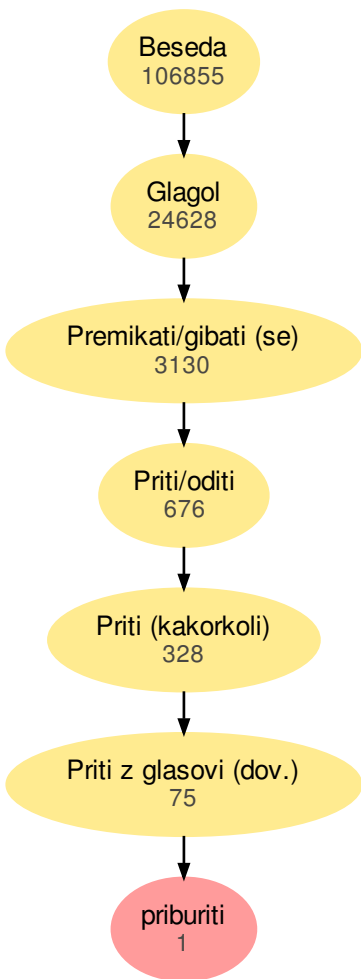 Beseda
106855
Glagol
24628
Premikati/gibati (se)
3130
Priti/oditi
676
Priti (kakorkoli)
328
Priti z glasovi (dov.)
75
priburiti
1